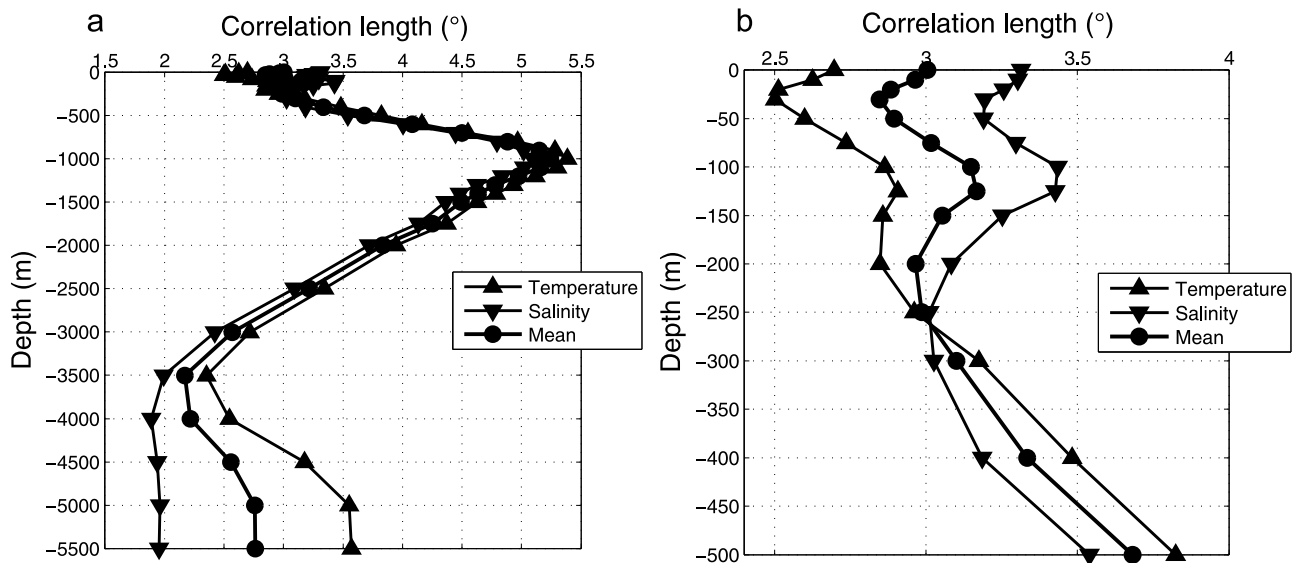 a
Correlation length (°)
1.5 2 2.5 3 3.5 4 4.5 5 5.5
Depth (m)
0
−500
−1000
−1500
−2000
−2500
−3000
−3500
−4000
−4500
−5000
−5500
Temperature
Salinity
Mean
b
Correlation length (°)
2.5 3 3.5 4
Depth (m)
0
−50
−100
−150
−200
−250
−300
−350
−400
−450
−500
Temperature
Salinity
Mean